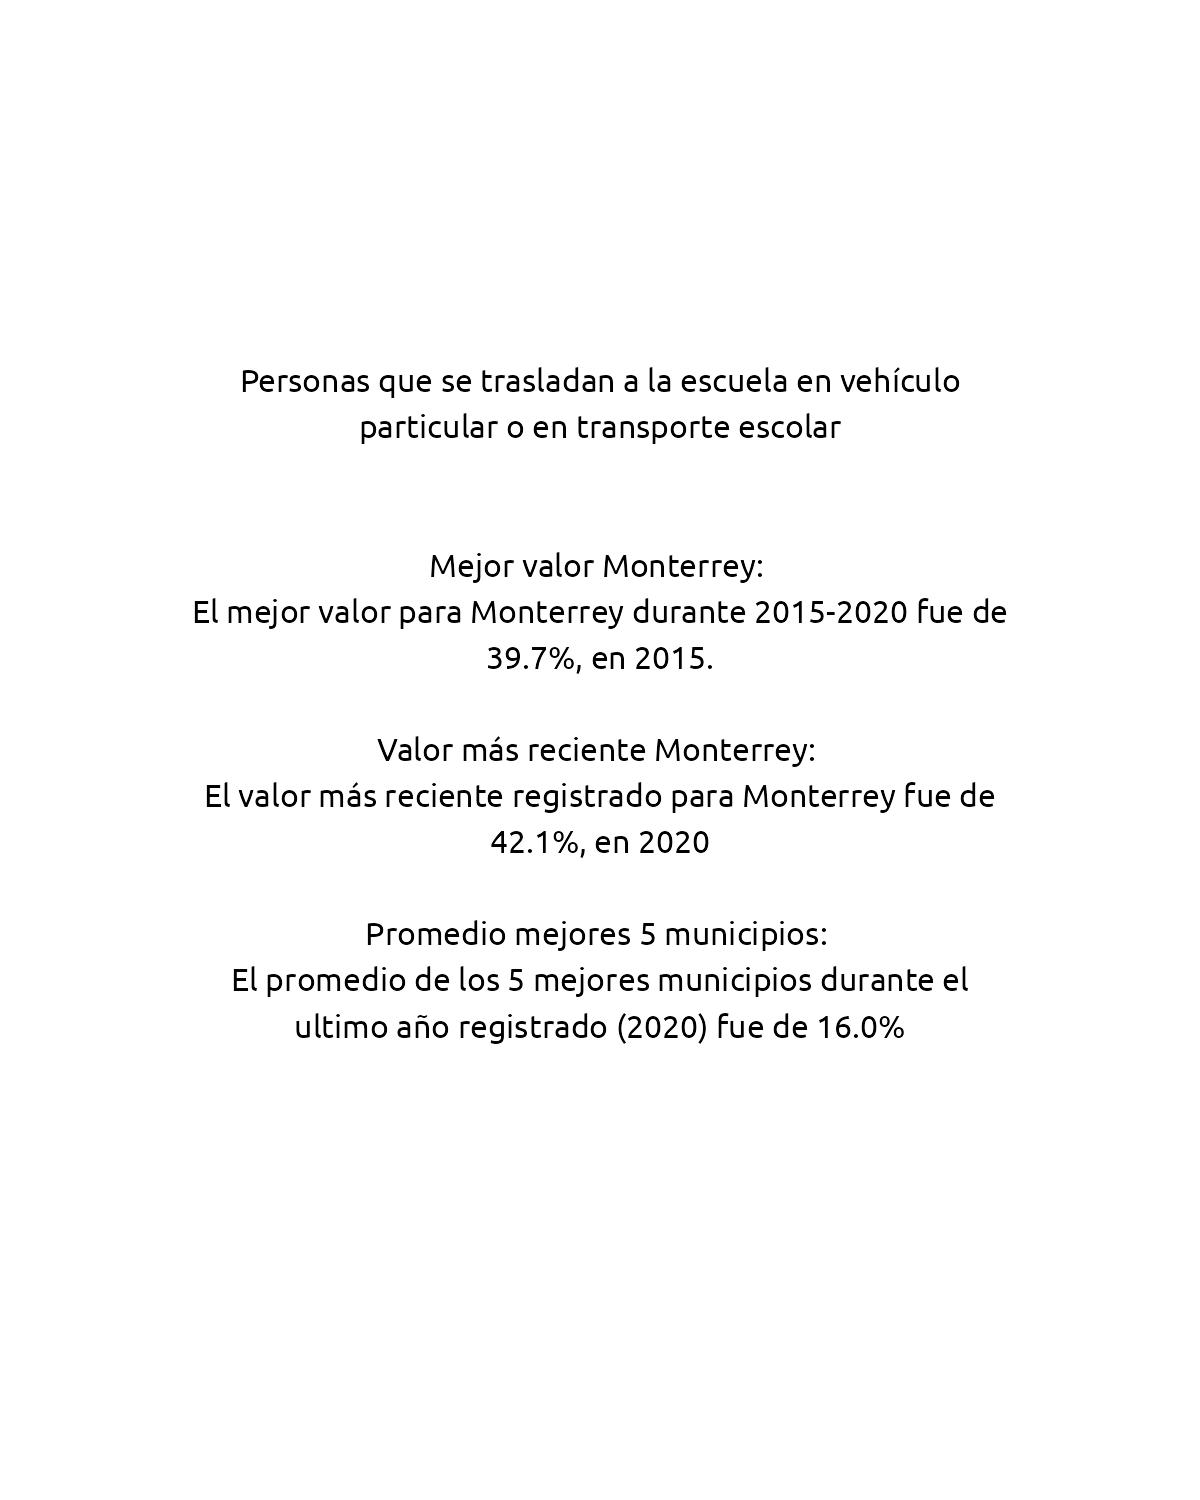 Personas que se trasladan a la escuela en vehículo
particular o en transporte escolar
Mejor valor Monterrey:
El mejor valor para Monterrey durante 2015-2020 fue de
39.7%, en 2015.
Valor más reciente Monterrey:
El valor más reciente registrado para Monterrey fue de
42.1%, en 2020
Promedio mejores 5 municipios:
El promedio de los 5 mejores municipios durante el
ultimo año registrado (2020) fue de 16.0%